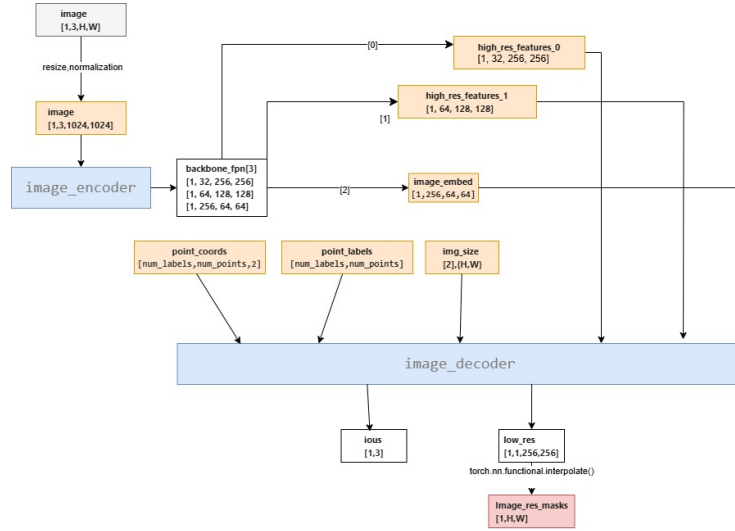 image
[1,3,H,W]
resize,normalization
image
[1,3,1024,1024]
image_encoder
backbone_fpn[3]
[1, 32, 256, 256]
[1, 64, 128, 128]
[1, 256, 64, 64]
[0]
high_res_features_0
[1, 32, 256, 256]
[1]
high_res_features_1
[1, 64, 128, 128]
[2]
image_embed
[1,256,64,64]
point_coords
[num_labels,num_points,2]
point_labels
[num_labels,num_points]
img_size
[2],{H,W}
image_decoder
ious
[1,3]
low_res
[1,1,256,256]
torch.nn.functional.interpolate()
Image_res_masks
[1,H,W]